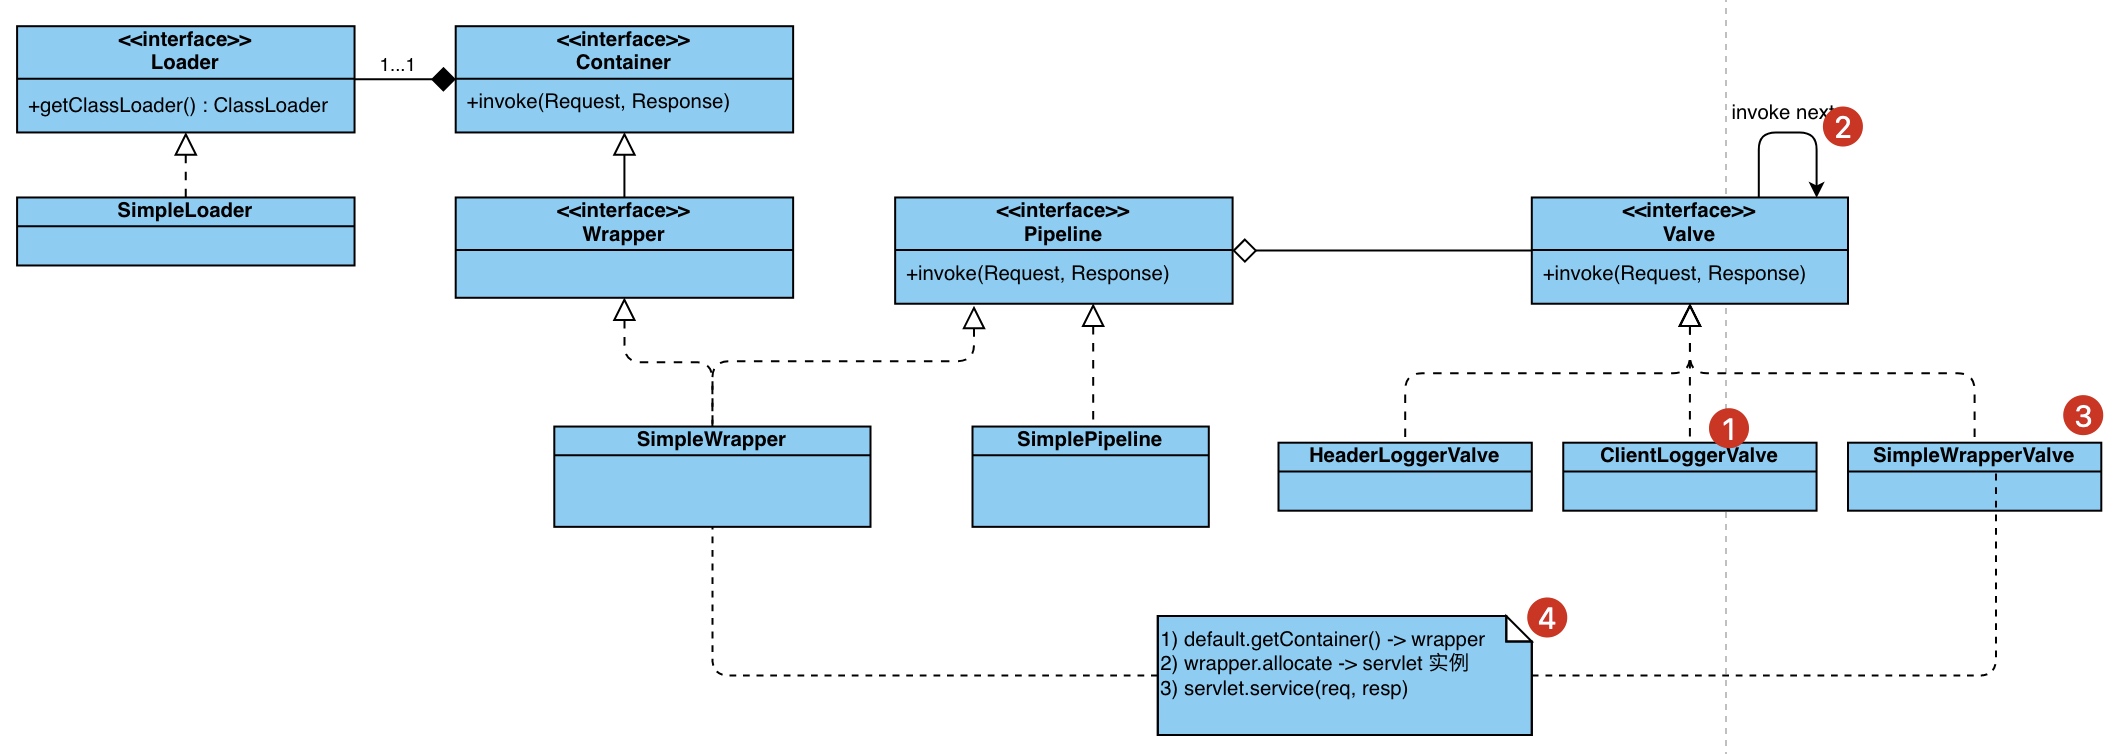 <<interface>>
Loader
+getClassLoader() : ClassLoader
1...1
<<interface>>
Container
+invoke(Request, Response)
invoke next
2
SimpleLoader
<<interface>>
Wrapper
<<interface>>
Pipeline
+invoke(Request, Response)
<<interface>>
Valve
+invoke(Request, Response)
SimpleWrapper
SimplePipeline
HeaderLoggerValve
1
ClientLoggerValve
3
SimpleWrapperValve
4
1) default.getContainer() -> wrapper
2) wrapper.allocate -> servlet 实例
3) servlet.service(req, resp)